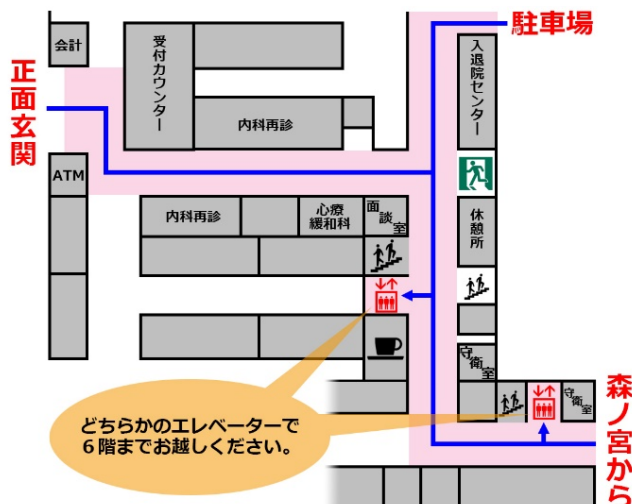 駐車場
会計
受付カウンター
入退院センター
正面玄関
内科再診
ATM
内科再診
心療
緩和科
面談室
休憩所
守衛室
守衛室
森ノ宮から
どちらかのエレベーターで
６階までお越しください。